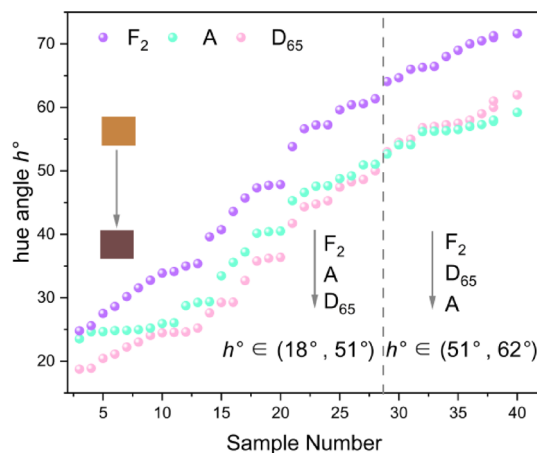 F₂ A D₆₅
hue angle h°
70
60
50
40
30
20
F₂
A
D₆₅
F₂
D₆₅
A
h° ∈ (18°, 51°)
h° ∈ (51°, 62°)
5 10 15 20 25 30 35 40
Sample Number